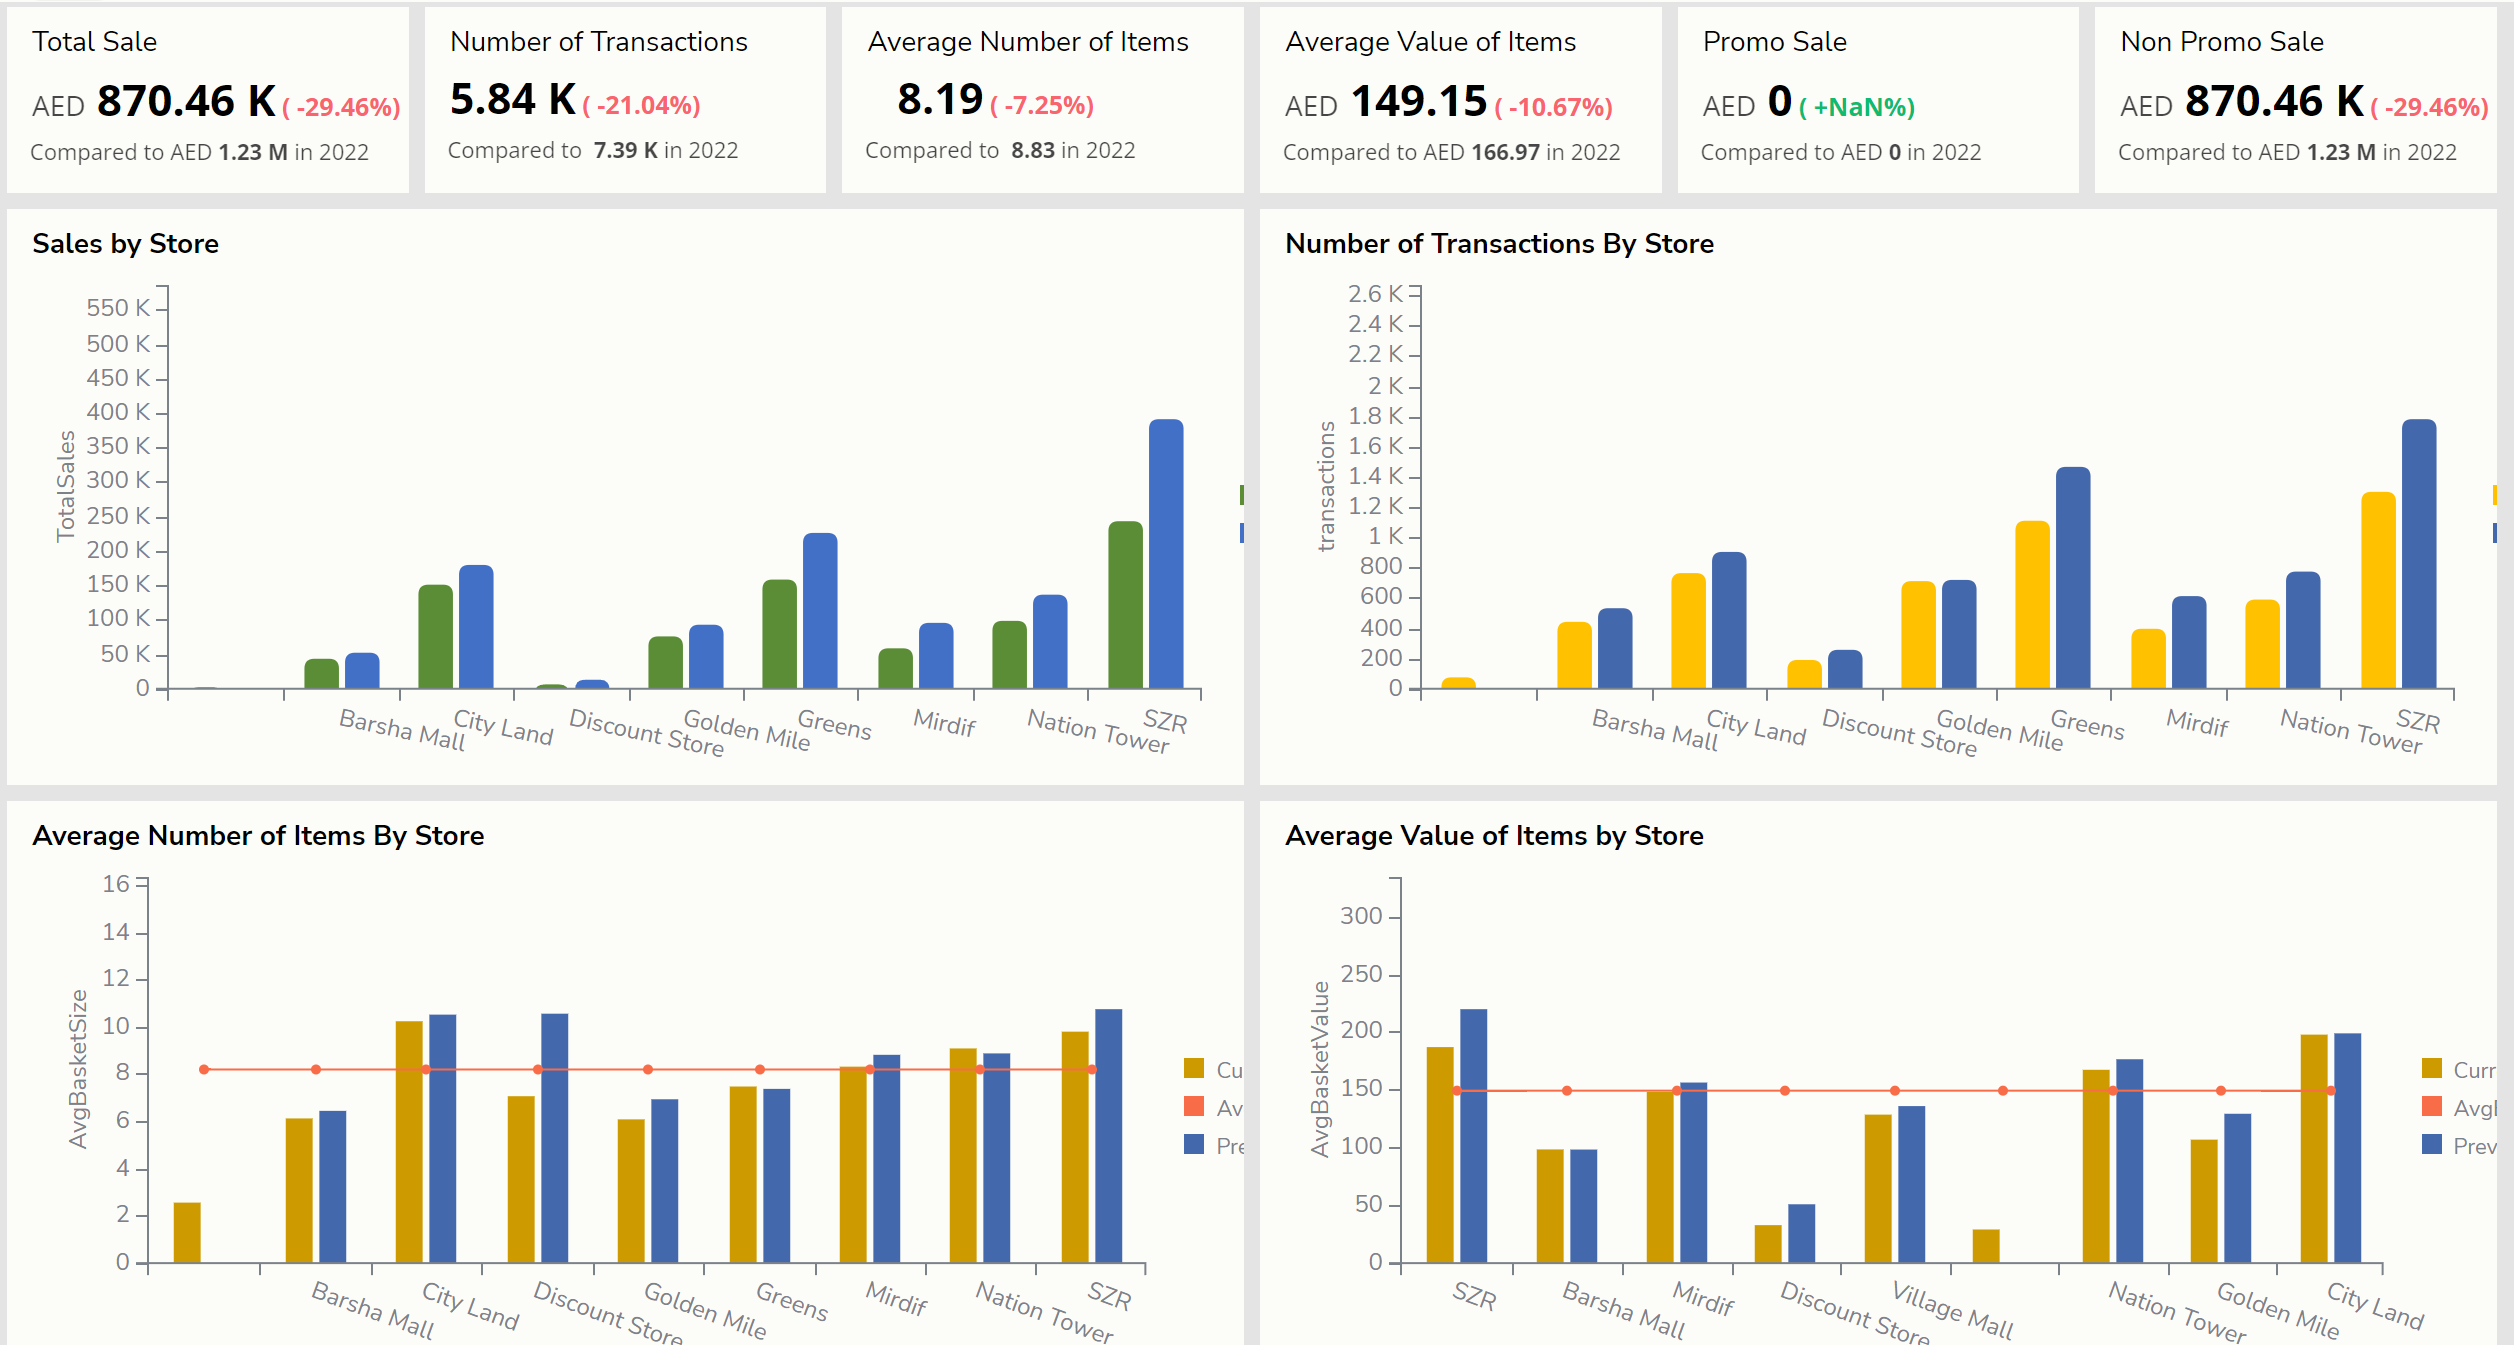 Total Sale
AED 870.46 K ( -29.46%)
Compared to AED 1.23 M in 2022
Number of Transactions
5.84 K ( -21.04%)
Compared to 7.39 K in 2022
Average Number of Items
8.19 ( -7.25%)
Compared to 8.83 in 2022
Average Value of Items
AED 149.15 ( -10.67%)
Compared to AED 166.97 in 2022
Promo Sale
AED 0 ( +NaN%)
Compared to AED 0 in 2022
Non Promo Sale
AED 870.46 K ( -29.46%)
Compared to AED 1.23 M in 2022
Sales by Store
TotalSales
550 K
500 K
450 K
400 K
350 K
300 K
250 K
200 K
150 K
100 K
50 K
0
Barsha Mall
City Land
Discount Store
Golden Mile
Greens
Mirdif
Nation Tower
SZR
Number of Transactions By Store
transactions
2.6 K
2.4 K
2.2 K
2 K
1.8 K
1.6 K
1.4 K
1.2 K
1 K
800
600
400
200
0
Barsha Mall
City Land
Discount Store
Golden Mile
Greens
Mirdif
Nation Tower
SZR
Average Number of Items By Store
AvgBasketSize
16
14
12
10
8
6
4
2
0
Barsha Mall
City Land
Discount Store
Golden Mile
Greens
Mirdif
Nation Tower
SZR
Cu
Av
Pre
Average Value of Items by Store
AvgBasketValue
300
250
200
150
100
50
0
SZR
Barsha Mall
Mirdif
Discount Store
Village Mall
Nation Tower
Golden Mile
City Land
Curr
Avg
Prev